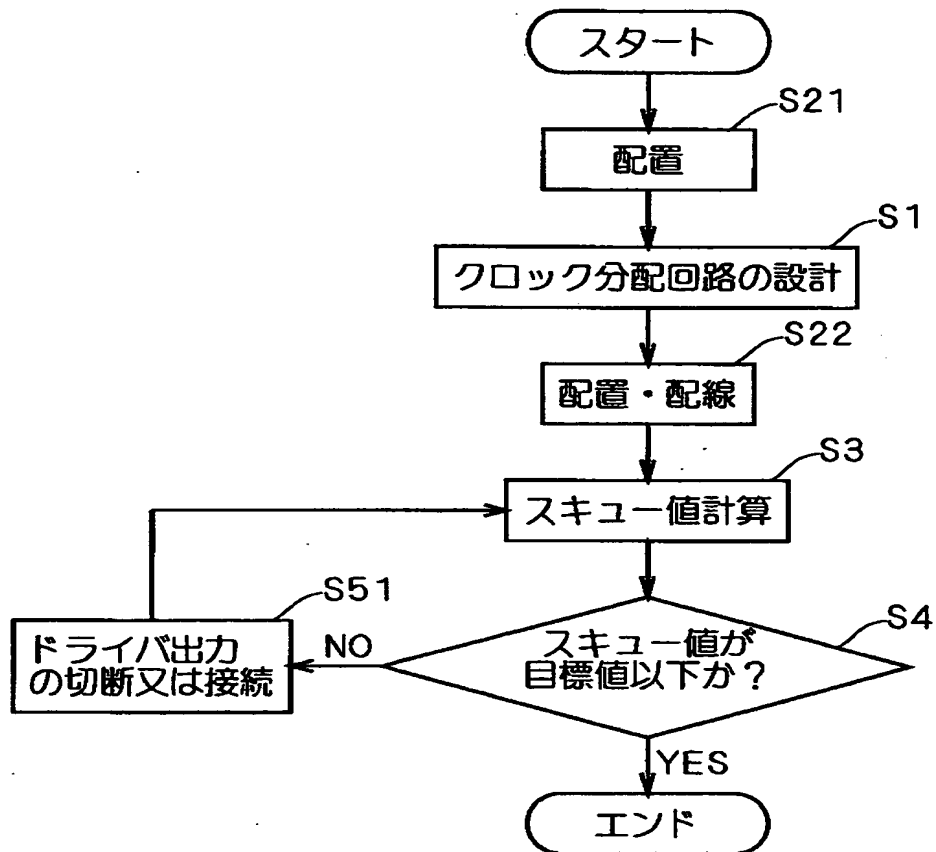 スタート
S21
配置
S1
クロック分配回路の設計
S22
配置・配線
S3
スキュー値計算
S51
ドライバ出力
の切断又は接続
NO
S4
スキュー値が
目標値以下か？
YES
エンド